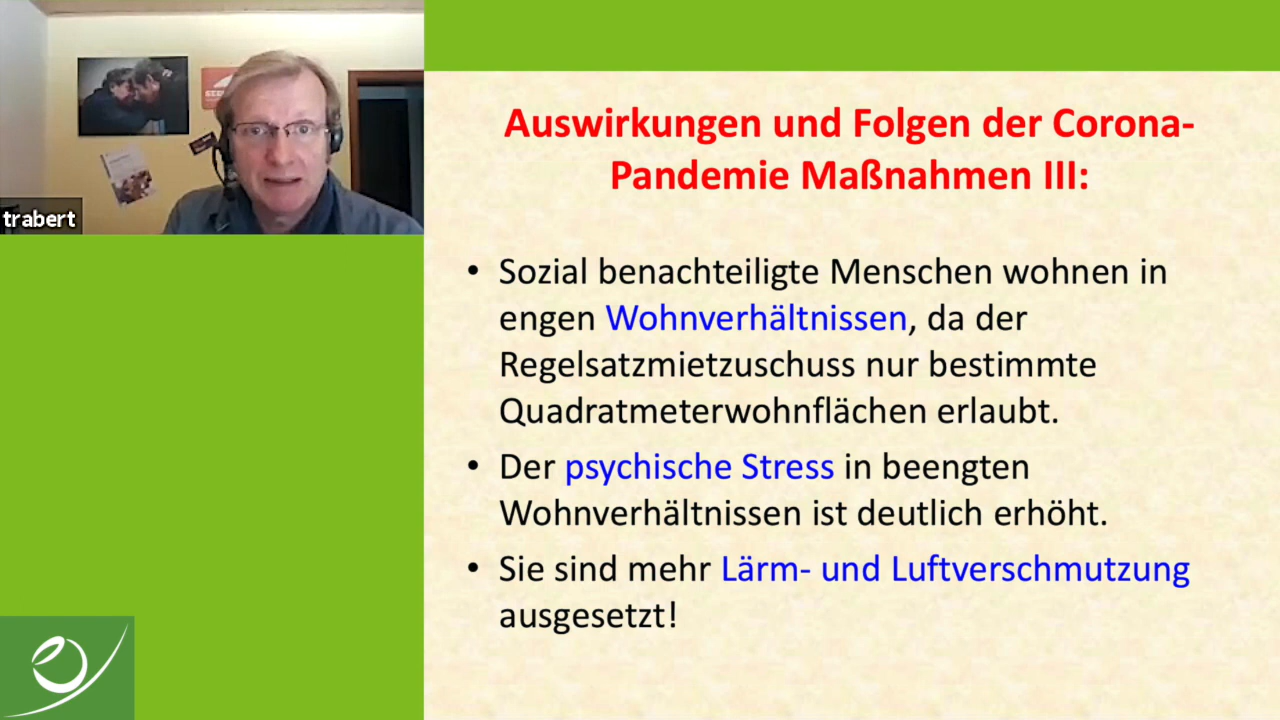 trabert
Auswirkungen und Folgen der Corona-
Pandemie Maßnahmen III:
• Sozial benachteiligte Menschen wohnen in
engen Wohnverhältnissen, da der
Regelsatzmietzuschuss nur bestimmte
Quadratmeterwohnflächen erlaubt.
• Der psychische Stress in beengten
Wohnverhältnissen ist deutlich erhöht.
• Sie sind mehr Lärm- und Luftverschmutzung
ausgesetzt!